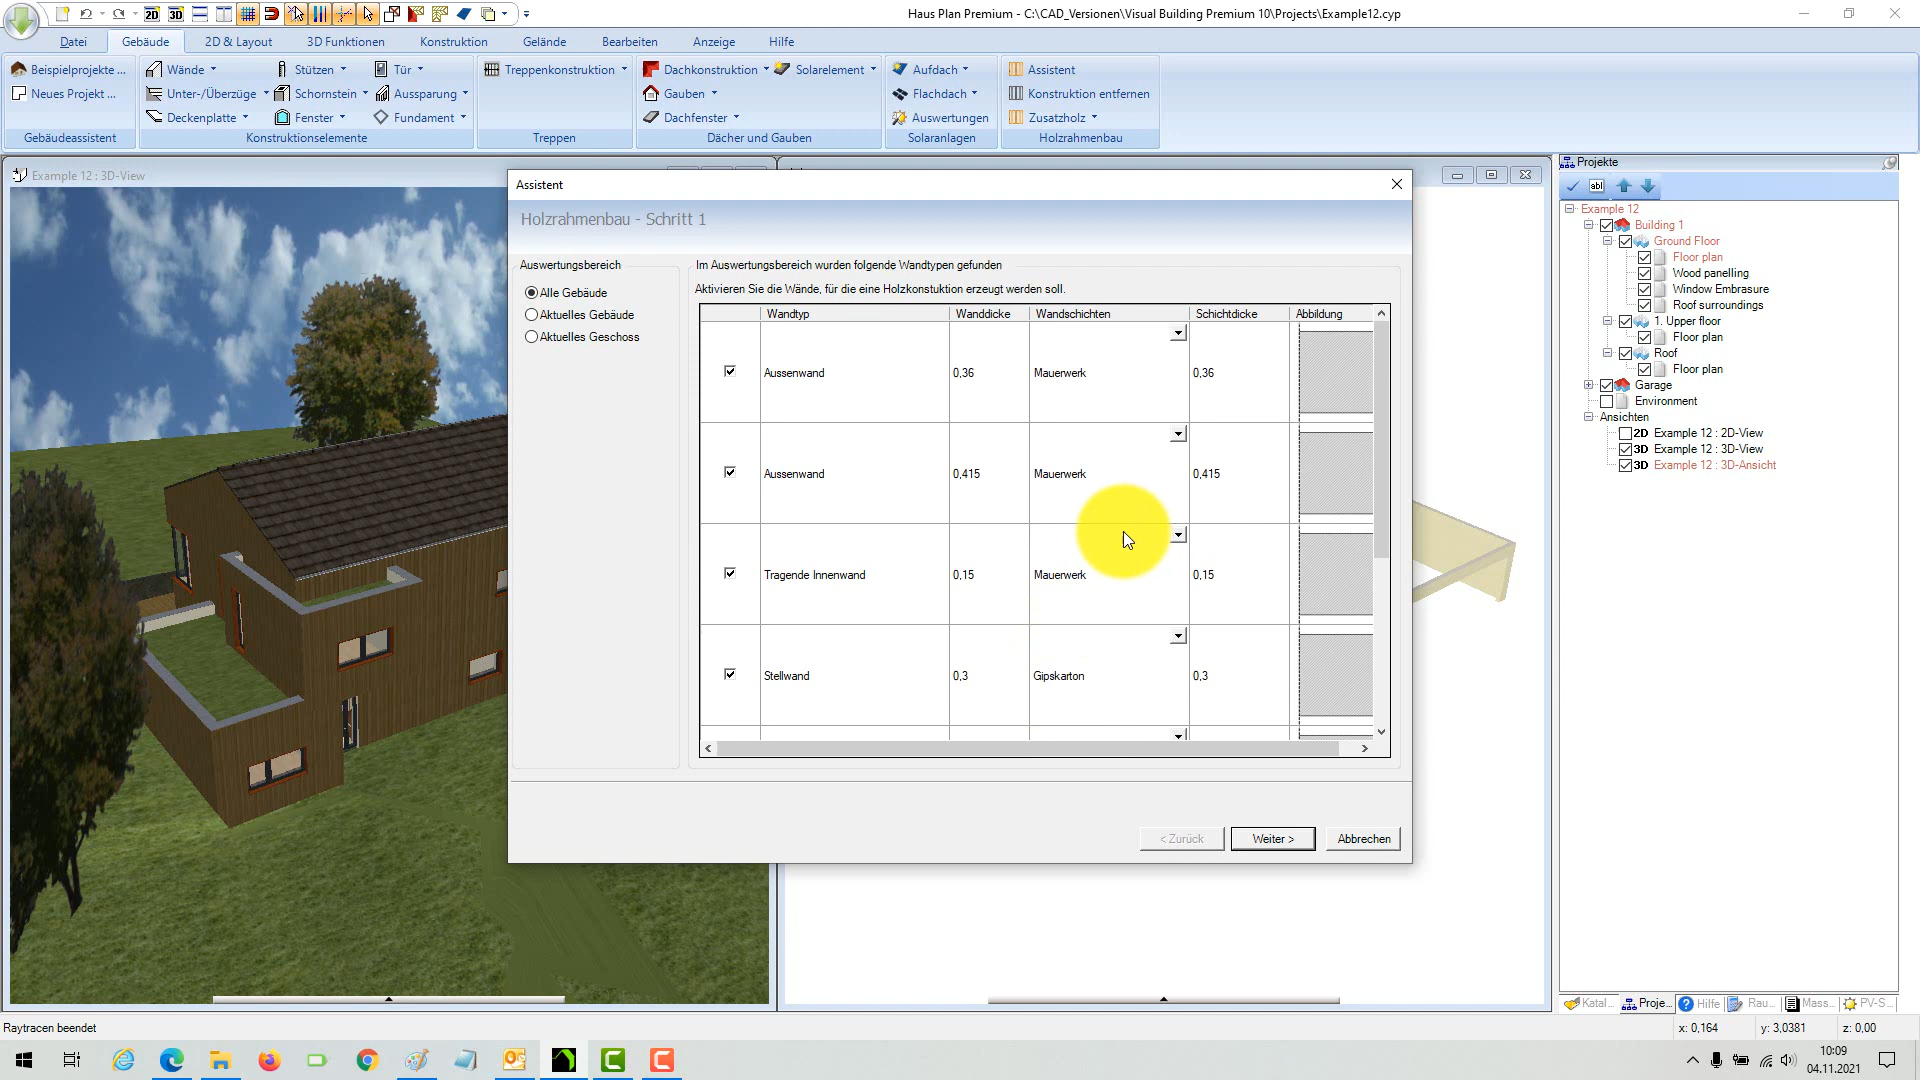 Haus Plan Premium - C:\CAD_Versionen\Visual Building Premium 10\Projects\Example12.cyp
2D 3D
Datei Gebäude 2D & Layout 3D Funktionen Konstruktion Gelände Bearbeiten Anzeige Hilfe
Beispielprojekte ... Wände Stützen Tür Treppenkonstruktion Dachkonstruktion Solarelement Aufdach Assistent
Neues Projekt ... Unter-/Überzüge Schornstein Aussparung Gauben Flachdach Konstruktion entfernen
Deckenplatte Fenster Fundament Dachfenster Auswertungen Zusatzholz
Gebäudeassistent Konstruktionselemente Treppen Dächer und Gauben Solaranlagen Holzrahmenbau
Example 12 : 3D-View
Assistent
Holzrahmenbau - Schritt 1
Auswertungsbereich
Alle Gebäude
Aktuelles Gebäude
Aktuelles Geschoss
Im Auswertungsbereich wurden folgende Wandtypen gefunden
Aktivieren Sie die Wände, für die eine Holzkonstuktion erzeugt werden soll.
Wandtyp Wanddicke Wandschichten Schichtdicke Abbildung
Aussenwand 0,36 Mauerwerk 0,36
Aussenwand 0,415 Mauerwerk 0,415
Tragende Innenwand 0,15 Mauerwerk 0,15
Stellwand 0,3 Gipskarton 0,3
< Zurück Weiter > Abbrechen
Projekte
abl
Example 12
Building 1
Ground Floor
Floor plan
Wood panelling
Window Embrasure
Roof surroundings
1. Upper floor
Floor plan
Roof
Floor plan
Garage
Environment
Ansichten
2D Example 12 : 2D-View
3D Example 12 : 3D-View
3D Example 12 : 3D-Ansicht
Katal... Proje... Hilfe Rau... Mass... PV-S...
Raytracen beendet
x: 0,164 y: 3,0381 z: 0,00
10:09
04.11.2021